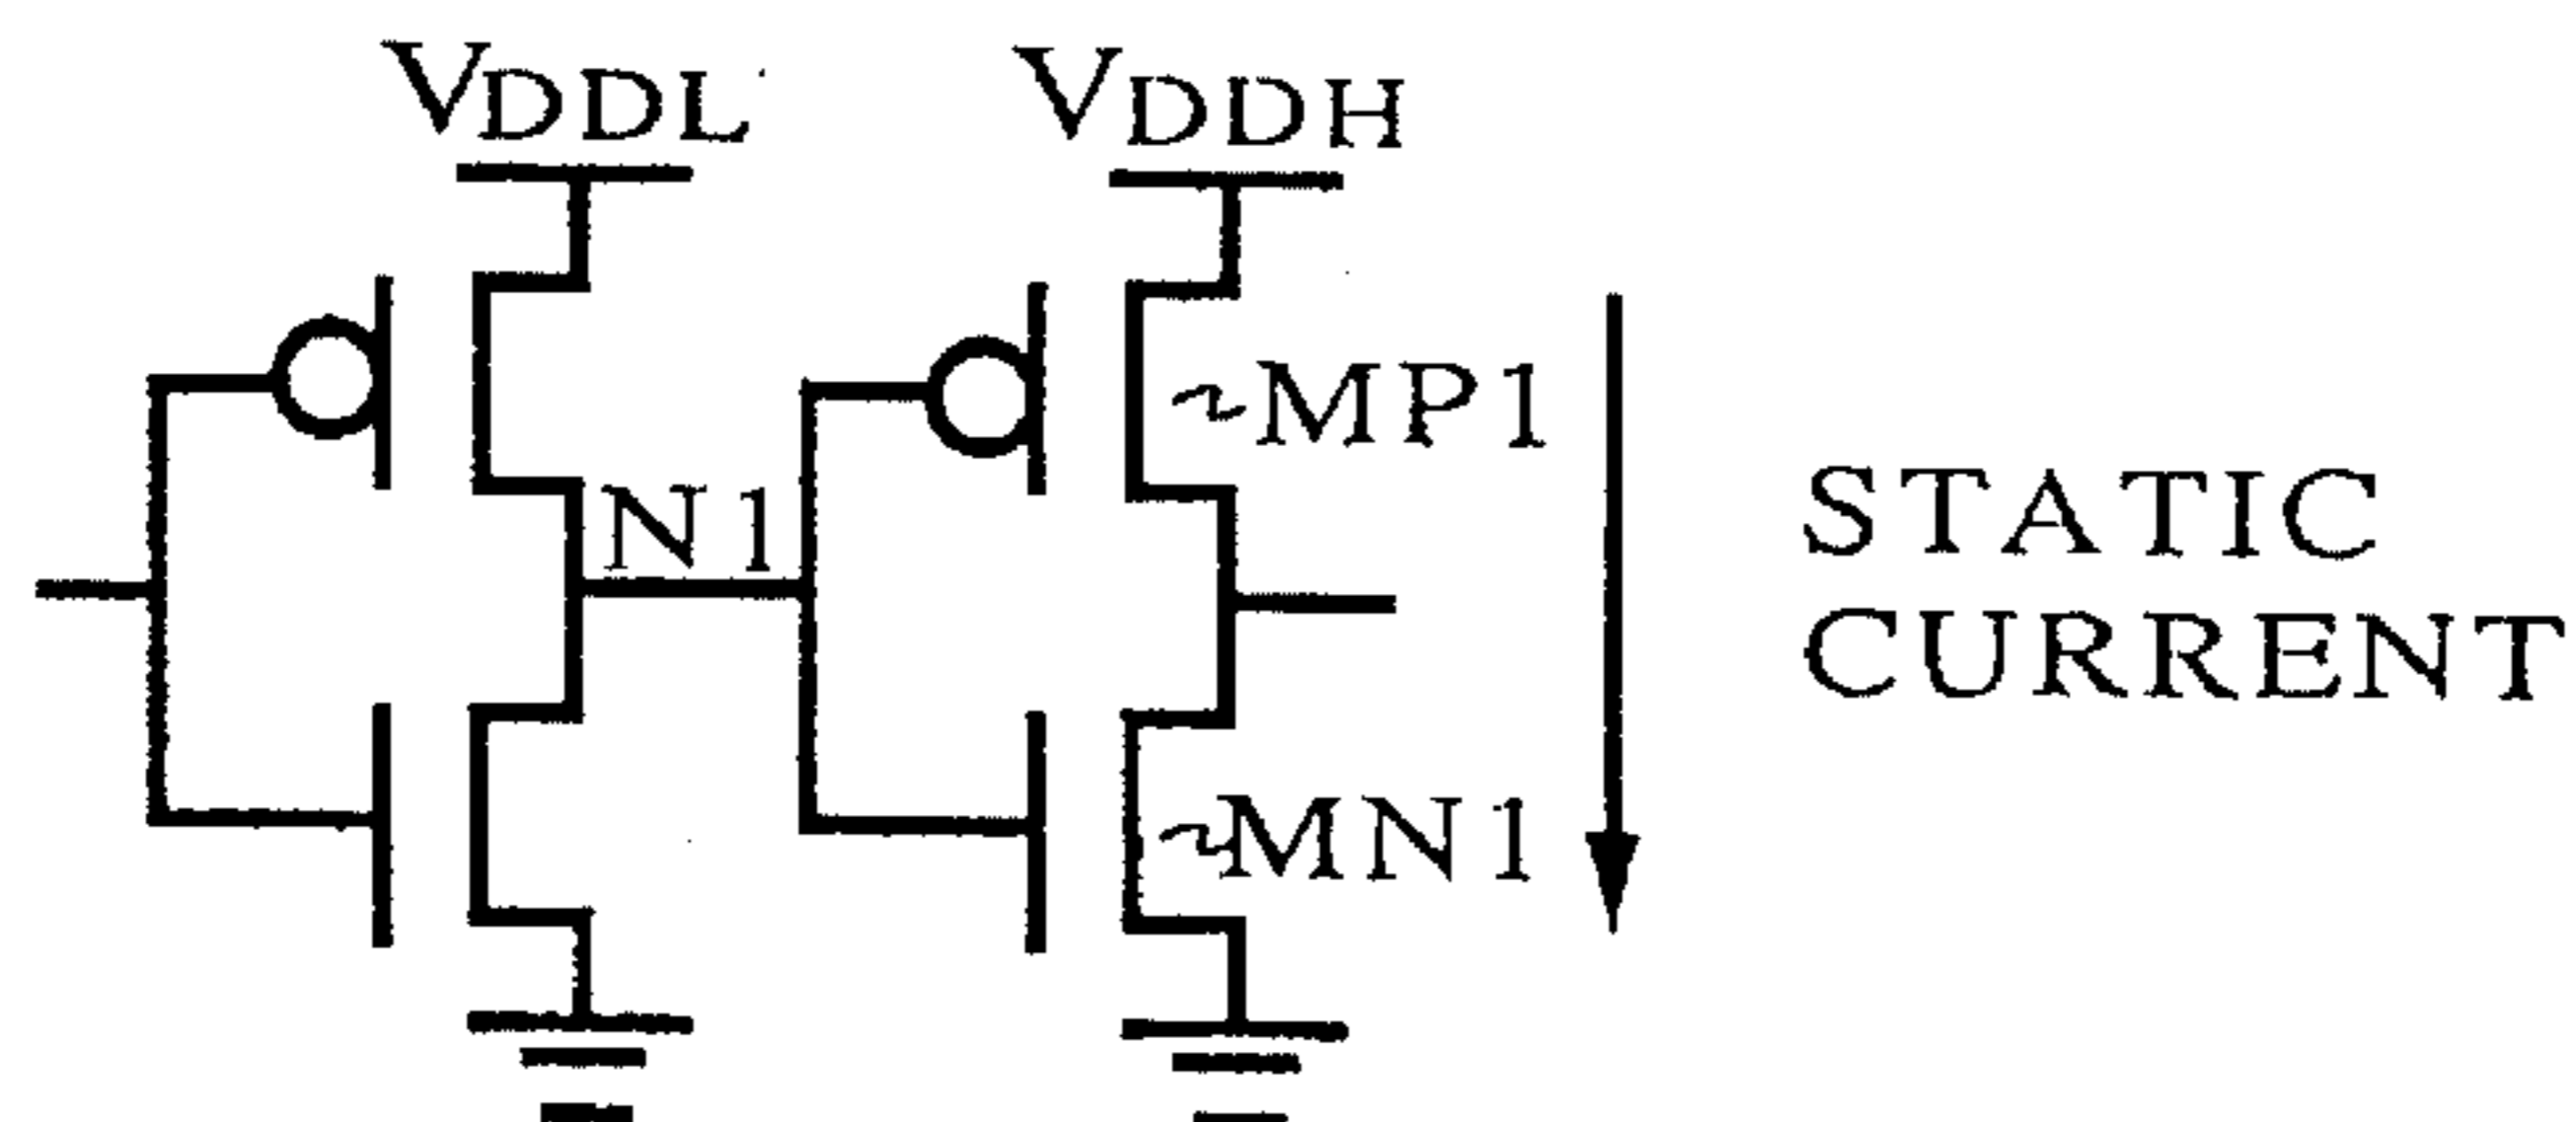 VDDL
VDDH
MP1
N1
STATIC
CURRENT
MN1